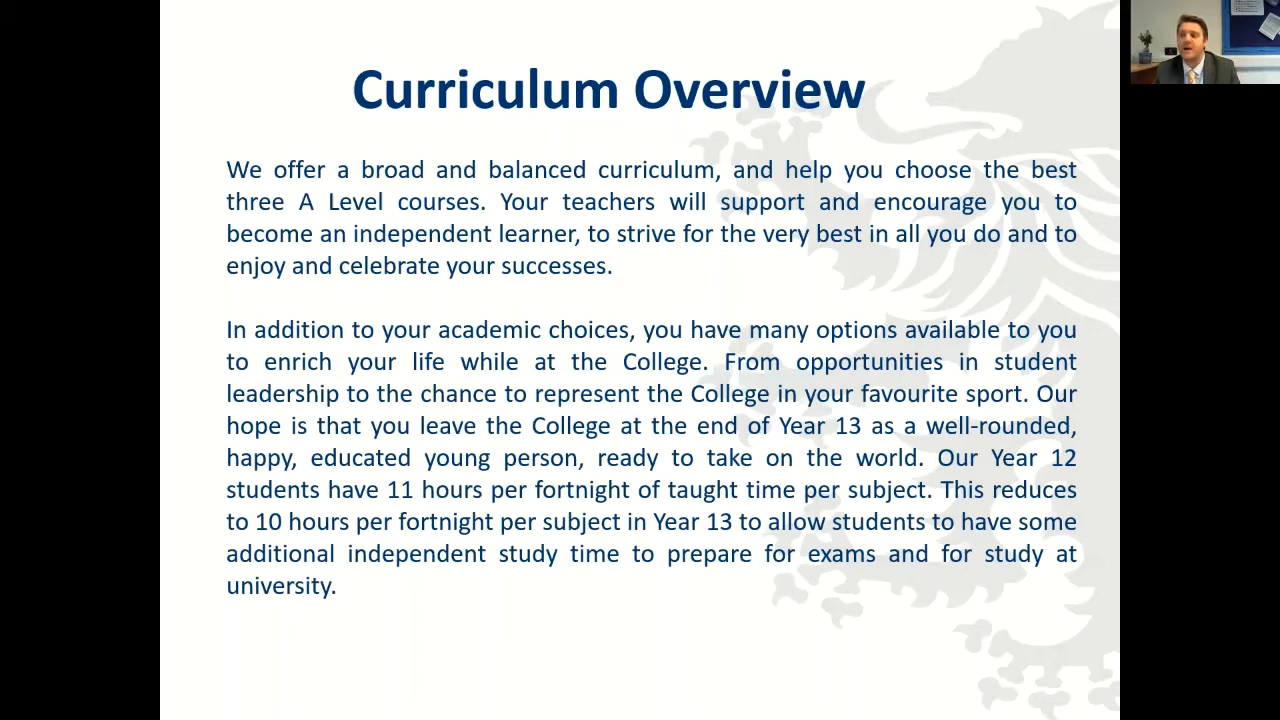 Curriculum Overview
We offer a broad and balanced curriculum, and help you choose the best
three A Level courses. Your teachers will support and encourage you to
become an independent learner, to strive for the very best in all you do and to
enjoy and celebrate your successes.
In addition to your academic choices, you have many options available to you
to enrich your life while at the College. From opportunities in student
leadership to the chance to represent the College in your favourite sport. Our
hope is that you leave the College at the end of Year 13 as a well-rounded,
happy, educated young person, ready to take on the world. Our Year 12
students have 11 hours per fortnight of taught time per subject. This reduces
to 10 hours per fortnight per subject in Year 13 to allow students to have some
additional independent study time to prepare for exams and for study at
university.